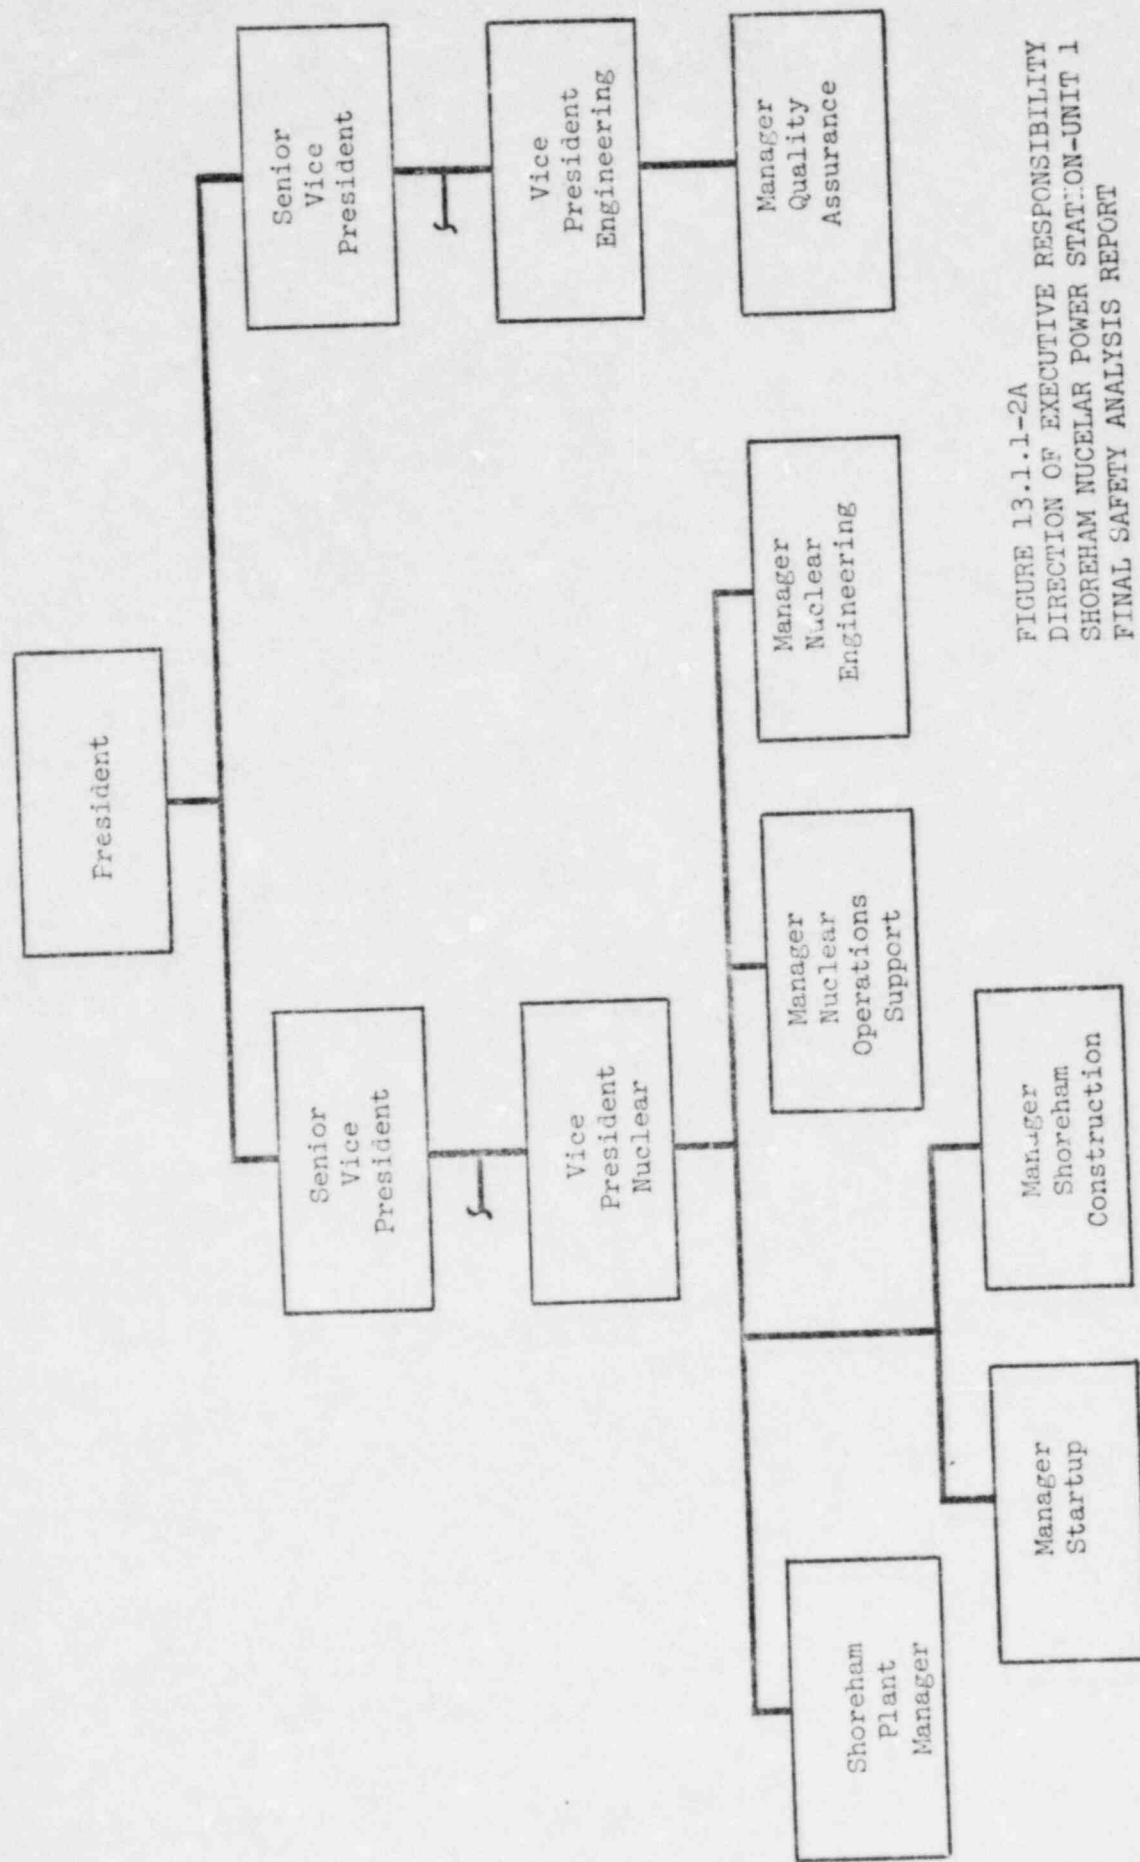 President
Senior
Vice
President
Senior
Vice
President
Vice
President
Nuclear
Vice
President
Engineering
Shoreham
Plant
Manager
Manager
Nuclear
Operations
Support
Manager
Nuclear
Engineering
Manager
Quality
Assurance
Manager
Startup
Manager
Shoreham
Construction
FIGURE 13.1.1-2A
DIRECTION OF EXECUTIVE RESPONSIBILITY
SHOREHAM NUCELAR POWER STATION-UNIT 1
FINAL SAFETY ANALYSIS REPORT